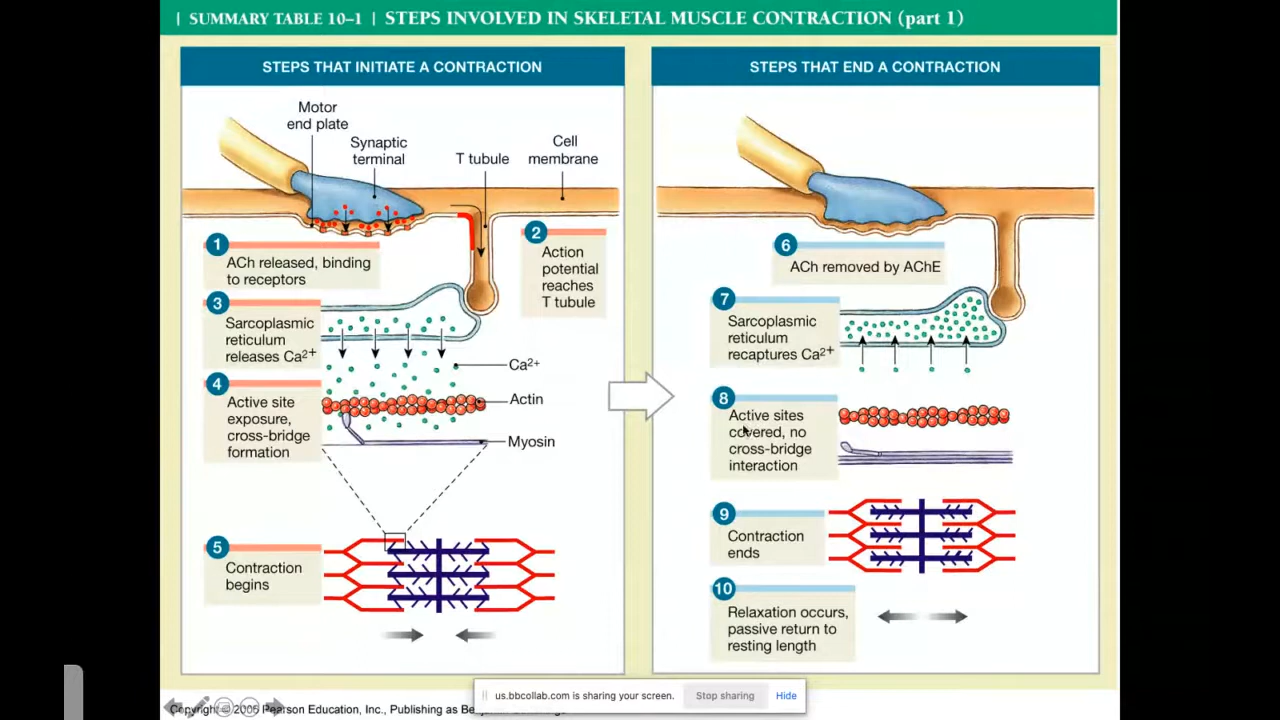 | SUMMARY TABLE 10–1 | STEPS INVOLVED IN SKELETAL MUSCLE CONTRACTION (part 1)
STEPS THAT INITIATE A CONTRACTION
Motor
end plate
Synaptic
terminal
T tubule
Cell
membrane
1
ACh released, binding
to receptors
2
Action
potential
reaches
T tubule
3
Sarcoplasmic
reticulum
releases Ca2+
Ca2+
4
Active site
exposure,
cross-bridge
formation
Actin
Myosin
5
Contraction
begins
STEPS THAT END A CONTRACTION
6
ACh removed by AChE
7
Sarcoplasmic
reticulum
recaptures Ca2+
8
Active sites
covered, no
cross-bridge
interaction
9
Contraction
ends
10
Relaxation occurs,
passive return to
resting length
us.bbcollab.com is sharing your screen.
Stop sharing
Hide
Copyright © 2005 Pearson Education, Inc., Publishing as